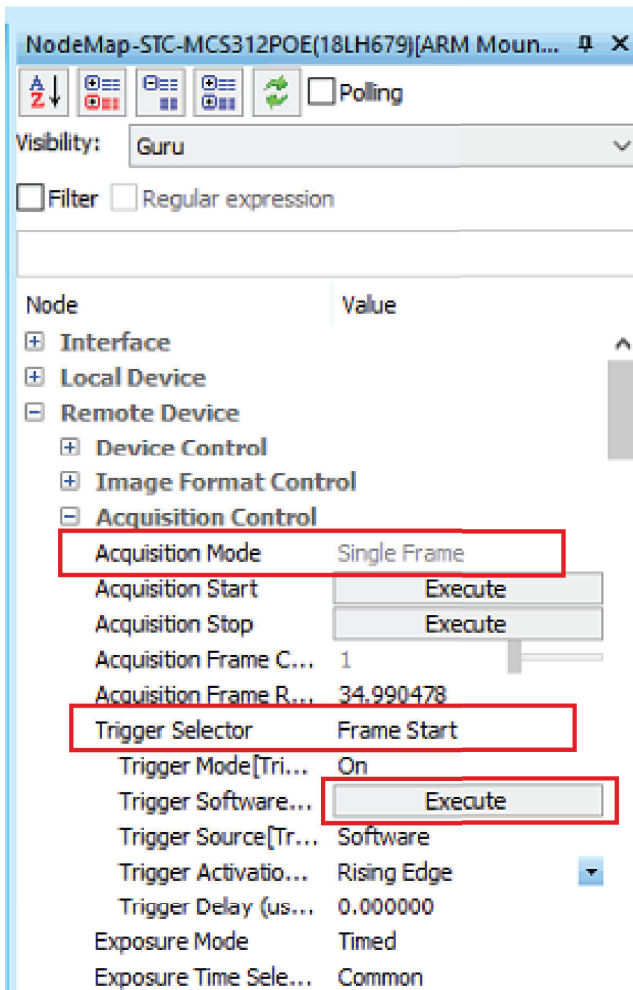 NodeMap-STC-MCS312POE(18LH679)[ARM Moun...
Polling
Visibility: Guru
Filter Regular expression
Node Value
Interface
Local Device
Remote Device
Device Control
Image Format Control
Acquisition Control
Acquisition Mode Single Frame
Acquisition Start Execute
Acquisition Stop Execute
Acquisition Frame C... 1
Acquisition Frame R... 34.990478
Trigger Selector Frame Start
Trigger Mode[Tri... On
Trigger Software... Execute
Trigger Source[Tr... Software
Trigger Activatio... Rising Edge
Trigger Delay (us... 0.000000
Exposure Mode Timed
Exposure Time Sele... Common